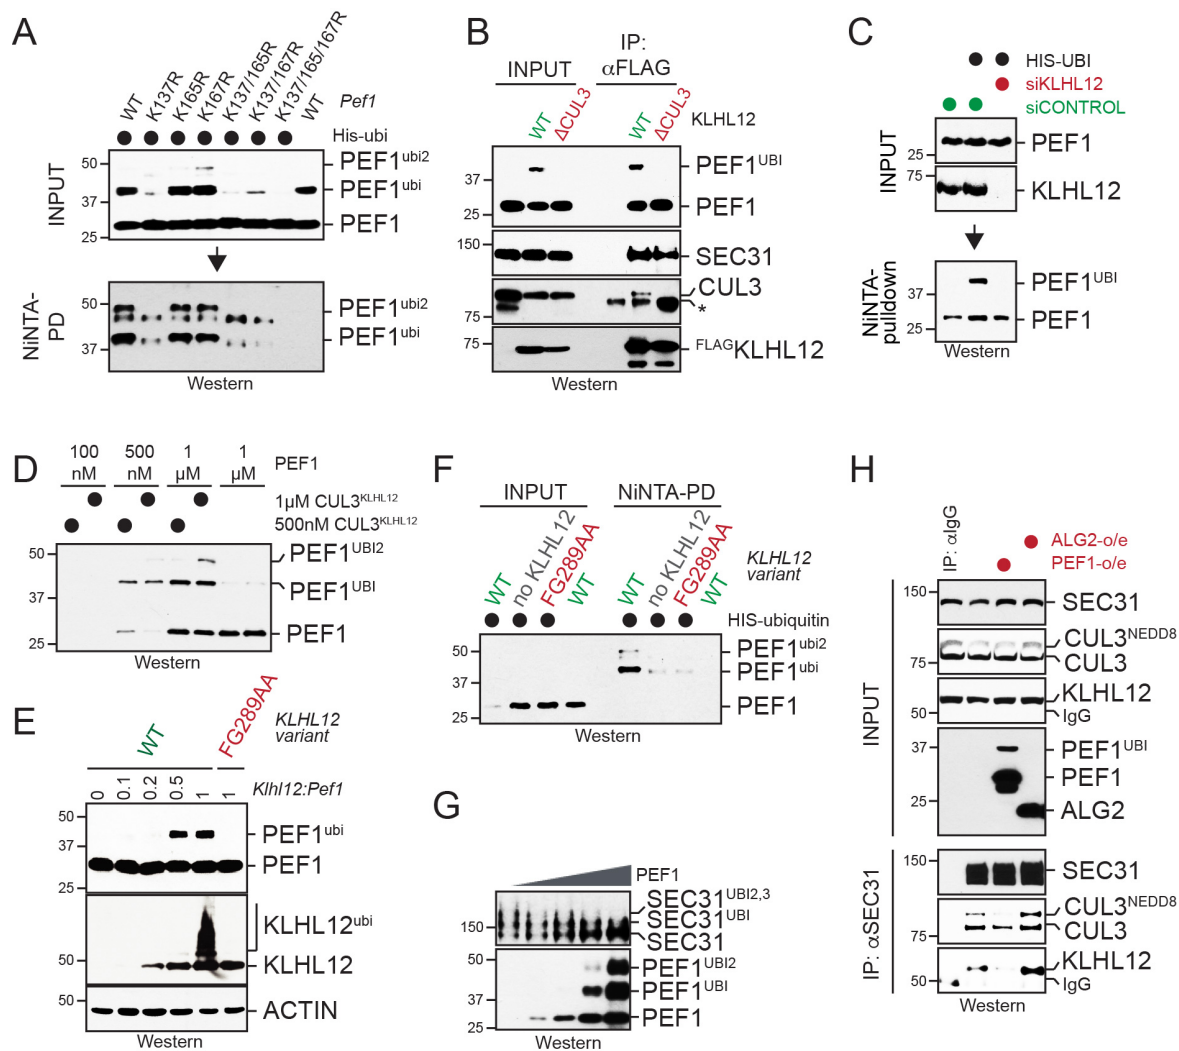 A
WT
K137R
K165R
K167R
K137/165R
K137/167R
K137/165/167R
WT
Pef1
His-ubi
INPUT
50
37
25
PEF1ubi2
PEF1ubi
PEF1
NiNTA-
PD
50
37
PEF1ubi2
PEF1ubi
Western
B
IP:
INPUT αFLAG
WT
ΔCUL3
WT
ΔCUL3
KLHL12
37
25
PEF1UBI
PEF1
150
SEC31
75
CUL3
*
75
FLAGKLHL12
Western
C
HIS-UBI
siKLHL12
siCONTROL
INPUT
25
PEF1
75
KLHL12
NiNTA-
pulldown
37
25
PEF1UBI
PEF1
Western
D
100 500 1 1
nM nM µM µM
PEF1
1µM CUL3KLHL12
500nM CUL3KLHL12
50
37
25
PEF1UBI2
PEF1UBI
PEF1
Western
E
WT
FG289AA
KLHL12
variant
0
0.1
0.2
0.5
1
1
Klhl12:Pef1
50
37
25
PEF1ubi
PEF1
KLHL12ubi
50
KLHL12
50
ACTIN
Western
F
INPUT NiNTA-PD
WT
no KLHL12
FG289AA
WT
WT
no KLHL12
FG289AA
WT
KLHL12
variant
HIS-ubiquitin
50
37
25
PEF1ubi2
PEF1ubi
PEF1
Western
G
PEF1
150
SEC31UBI2,3
SEC31UBI
SEC31
50
37
25
PEF1UBI2
PEF1UBI
PEF1
Western
H
IP: αIgG
ALG2-o/e
PEF1-o/e
INPUT
150
SEC31
75
CUL3NEDD8
CUL3
50
KLHL12
IgG
37
25
PEF1UBI
PEF1
ALG2
IP: αSEC31
150
SEC31
75
CUL3NEDD8
CUL3
50
KLHL12
IgG
Western